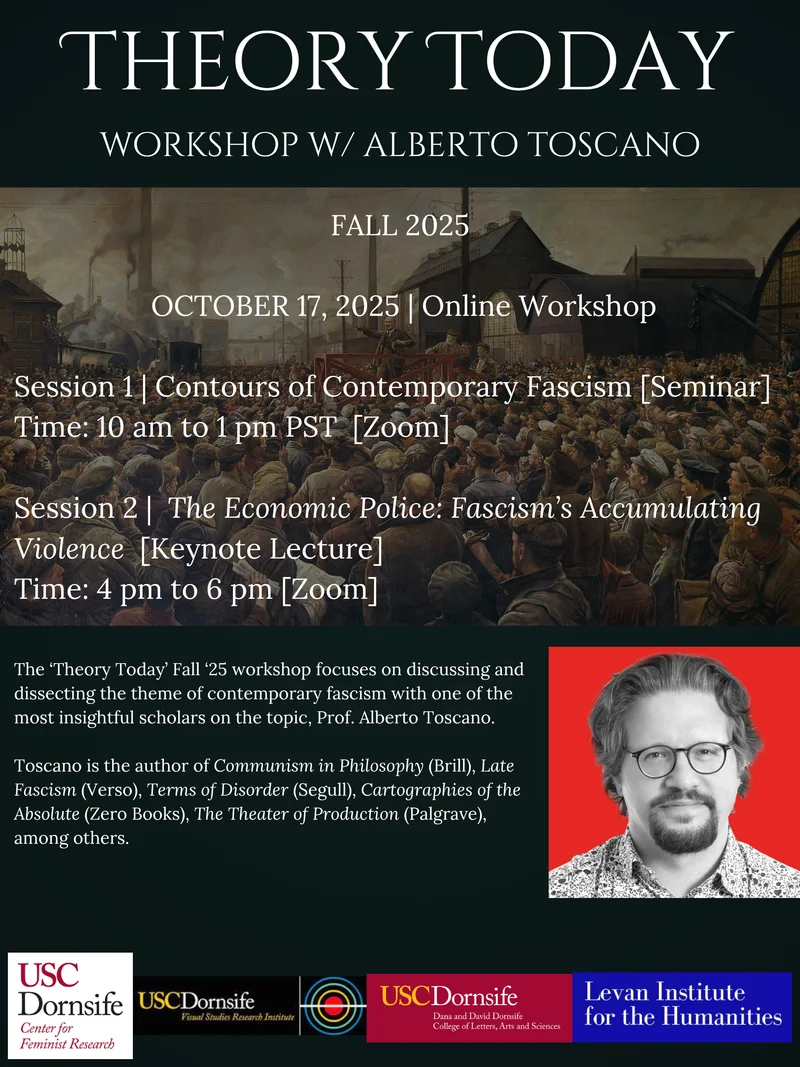 THEORY TODAY
WORKSHOP W/ ALBERTO TOSCANO
FALL 2025
OCTOBER 17, 2025 | Online Workshop
Session 1 | Contours of Contemporary Fascism [Seminar]
Time: 10 am to 1 pm PST [Zoom]
Session 2 | The Economic Police: Fascism's Accumulating
Violence [Keynote Lecture]
Time: 4 pm to 6 pm [Zoom]
The ‘Theory Today’ Fall ‘25 workshop focuses on discussing and
dissecting the theme of contemporary fascism with one of the
most insightful scholars on the topic, Prof. Alberto Toscano.
Toscano is the author of Communism in Philosophy (Brill), Late
Fascism (Verso), Terms of Disorder (Segull), Cartographies of the
Absolute (Zero Books), The Theater of Production (Palgrave),
among others.
USC
Dornsife
Center for
Feminist Research
USCDornsife
Visual Studies Research Institute
USCDornsife
Dana and David Dornsife
College of Letters, Arts and Sciences
Levan Institute
for the Humanities